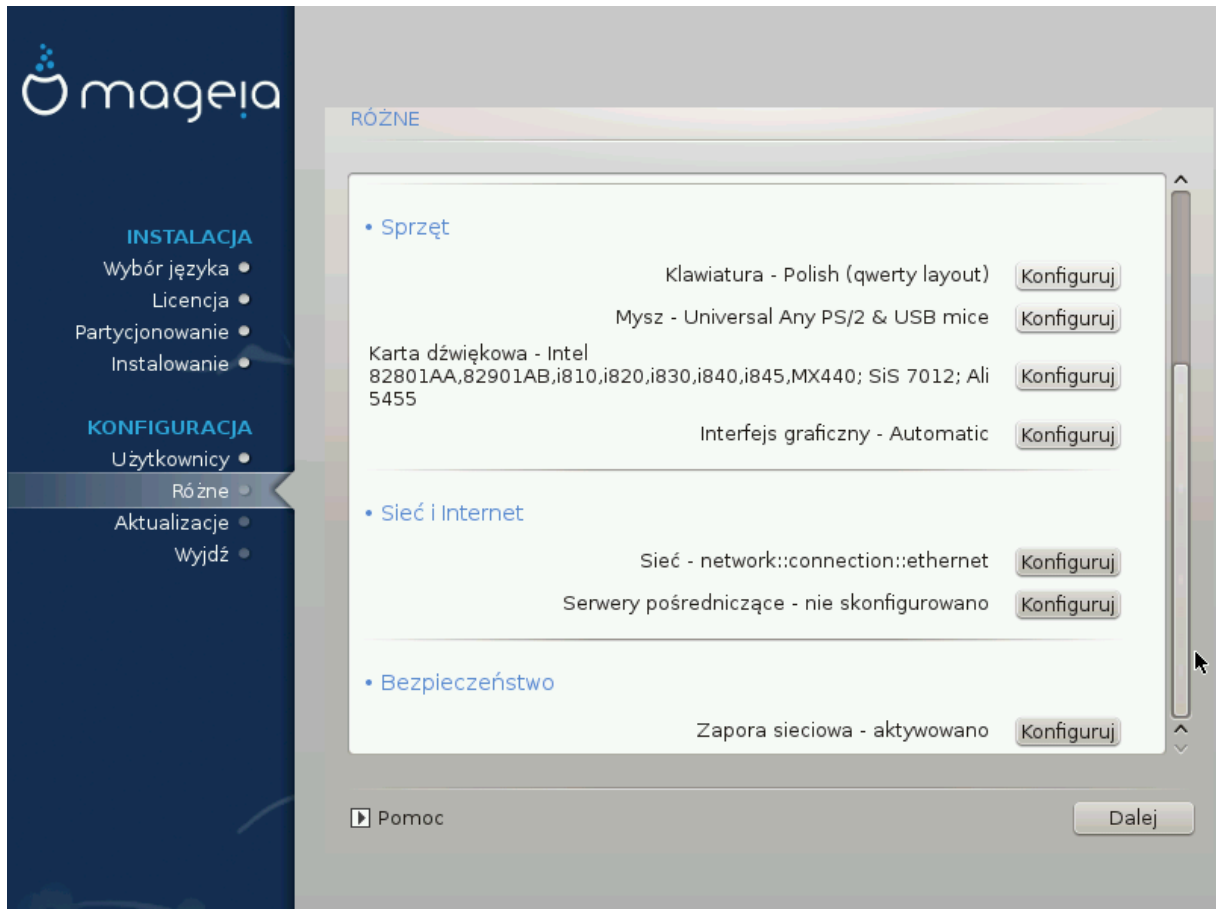 mageia
INSTALACJA
Wybór języka
Licencja
Partycjonowanie
Instalowanie
KONFIGURACJA
Użytkownicy
Różne
Aktualizacje
Wyjdź
RÓŻNE
• Sprzęt
Klawiatura - Polish (qwerty layout) Konfiguruj
Mysz - Universal Any PS/2 & USB mice Konfiguruj
Karta dźwiękowa - Intel
82801AA,82901AB,i810,i820,i830,i840,i845,MX440; SiS 7012; Ali Konfiguruj
5455
Interfejs graficzny - Automatic Konfiguruj
• Sieć i Internet
Sieć - network::connection::ethernet Konfiguruj
Serwery pośredniczące - nie skonfigurowano Konfiguruj
• Bezpieczeństwo
Zapora sieciowa - aktywowano Konfiguruj
Pomoc
Dalej